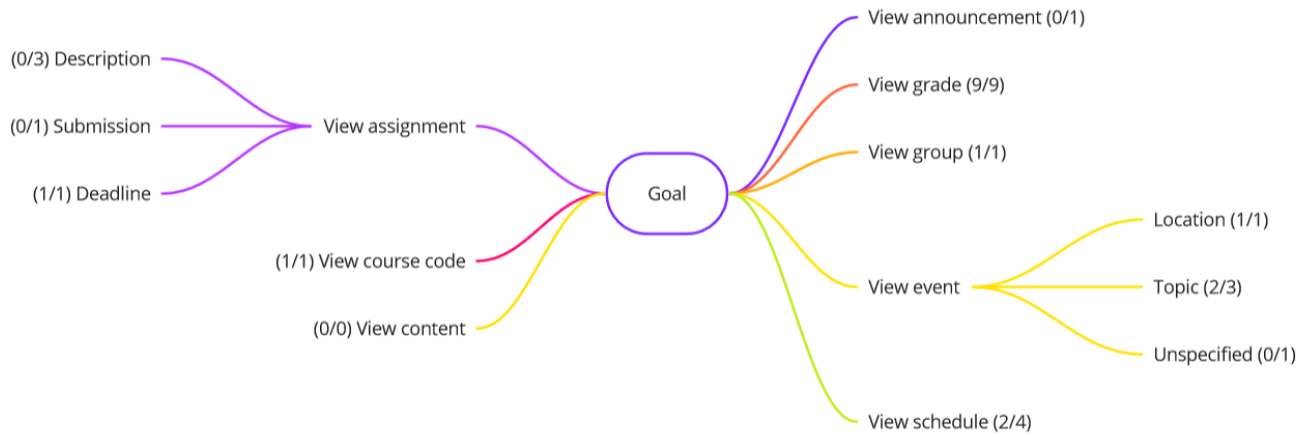 (0/3) Description
(0/1) Submission
(1/1) Deadline
View assignment
(1/1) View course code
(0/0) View content
Goal
View announcement (0/1)
View grade (9/9)
View group (1/1)
View event
Location (1/1)
Topic (2/3)
Unspecified (0/1)
View schedule (2/4)